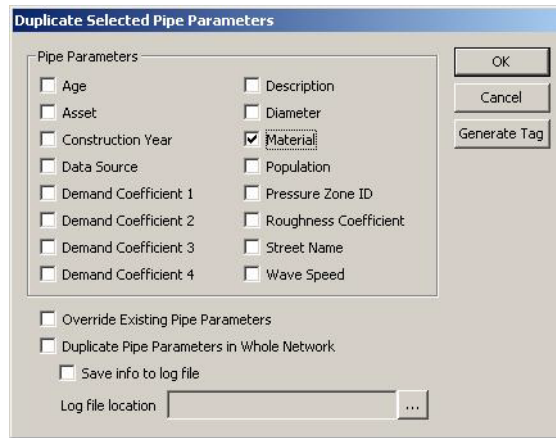 Duplicate Selected Pipe Parameters
Pipe Parameters
Age
Asset
Construction Year
Data Source
Demand Coefficient 1
Demand Coefficient 2
Demand Coefficient 3
Demand Coefficient 4
Description
Diameter
Material
Population
Pressure Zone ID
Roughness Coefficient
Street Name
Wave Speed
OK
Cancel
Generate Tag
Override Existing Pipe Parameters
Duplicate Pipe Parameters in Whole Network
Save info to log file
Log file location
...